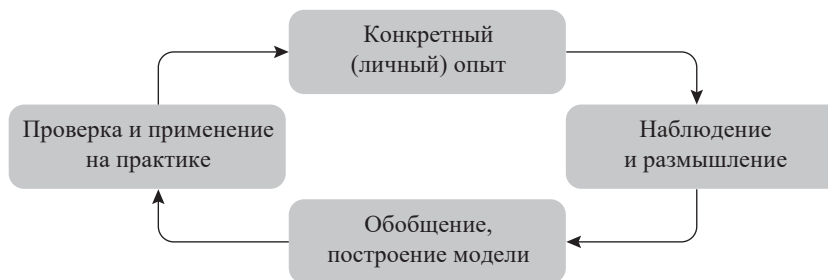 Конкретный
(личный) опыт
Проверка и применение
на практике
Наблюдение
и размышление
Обобщение,
построение модели